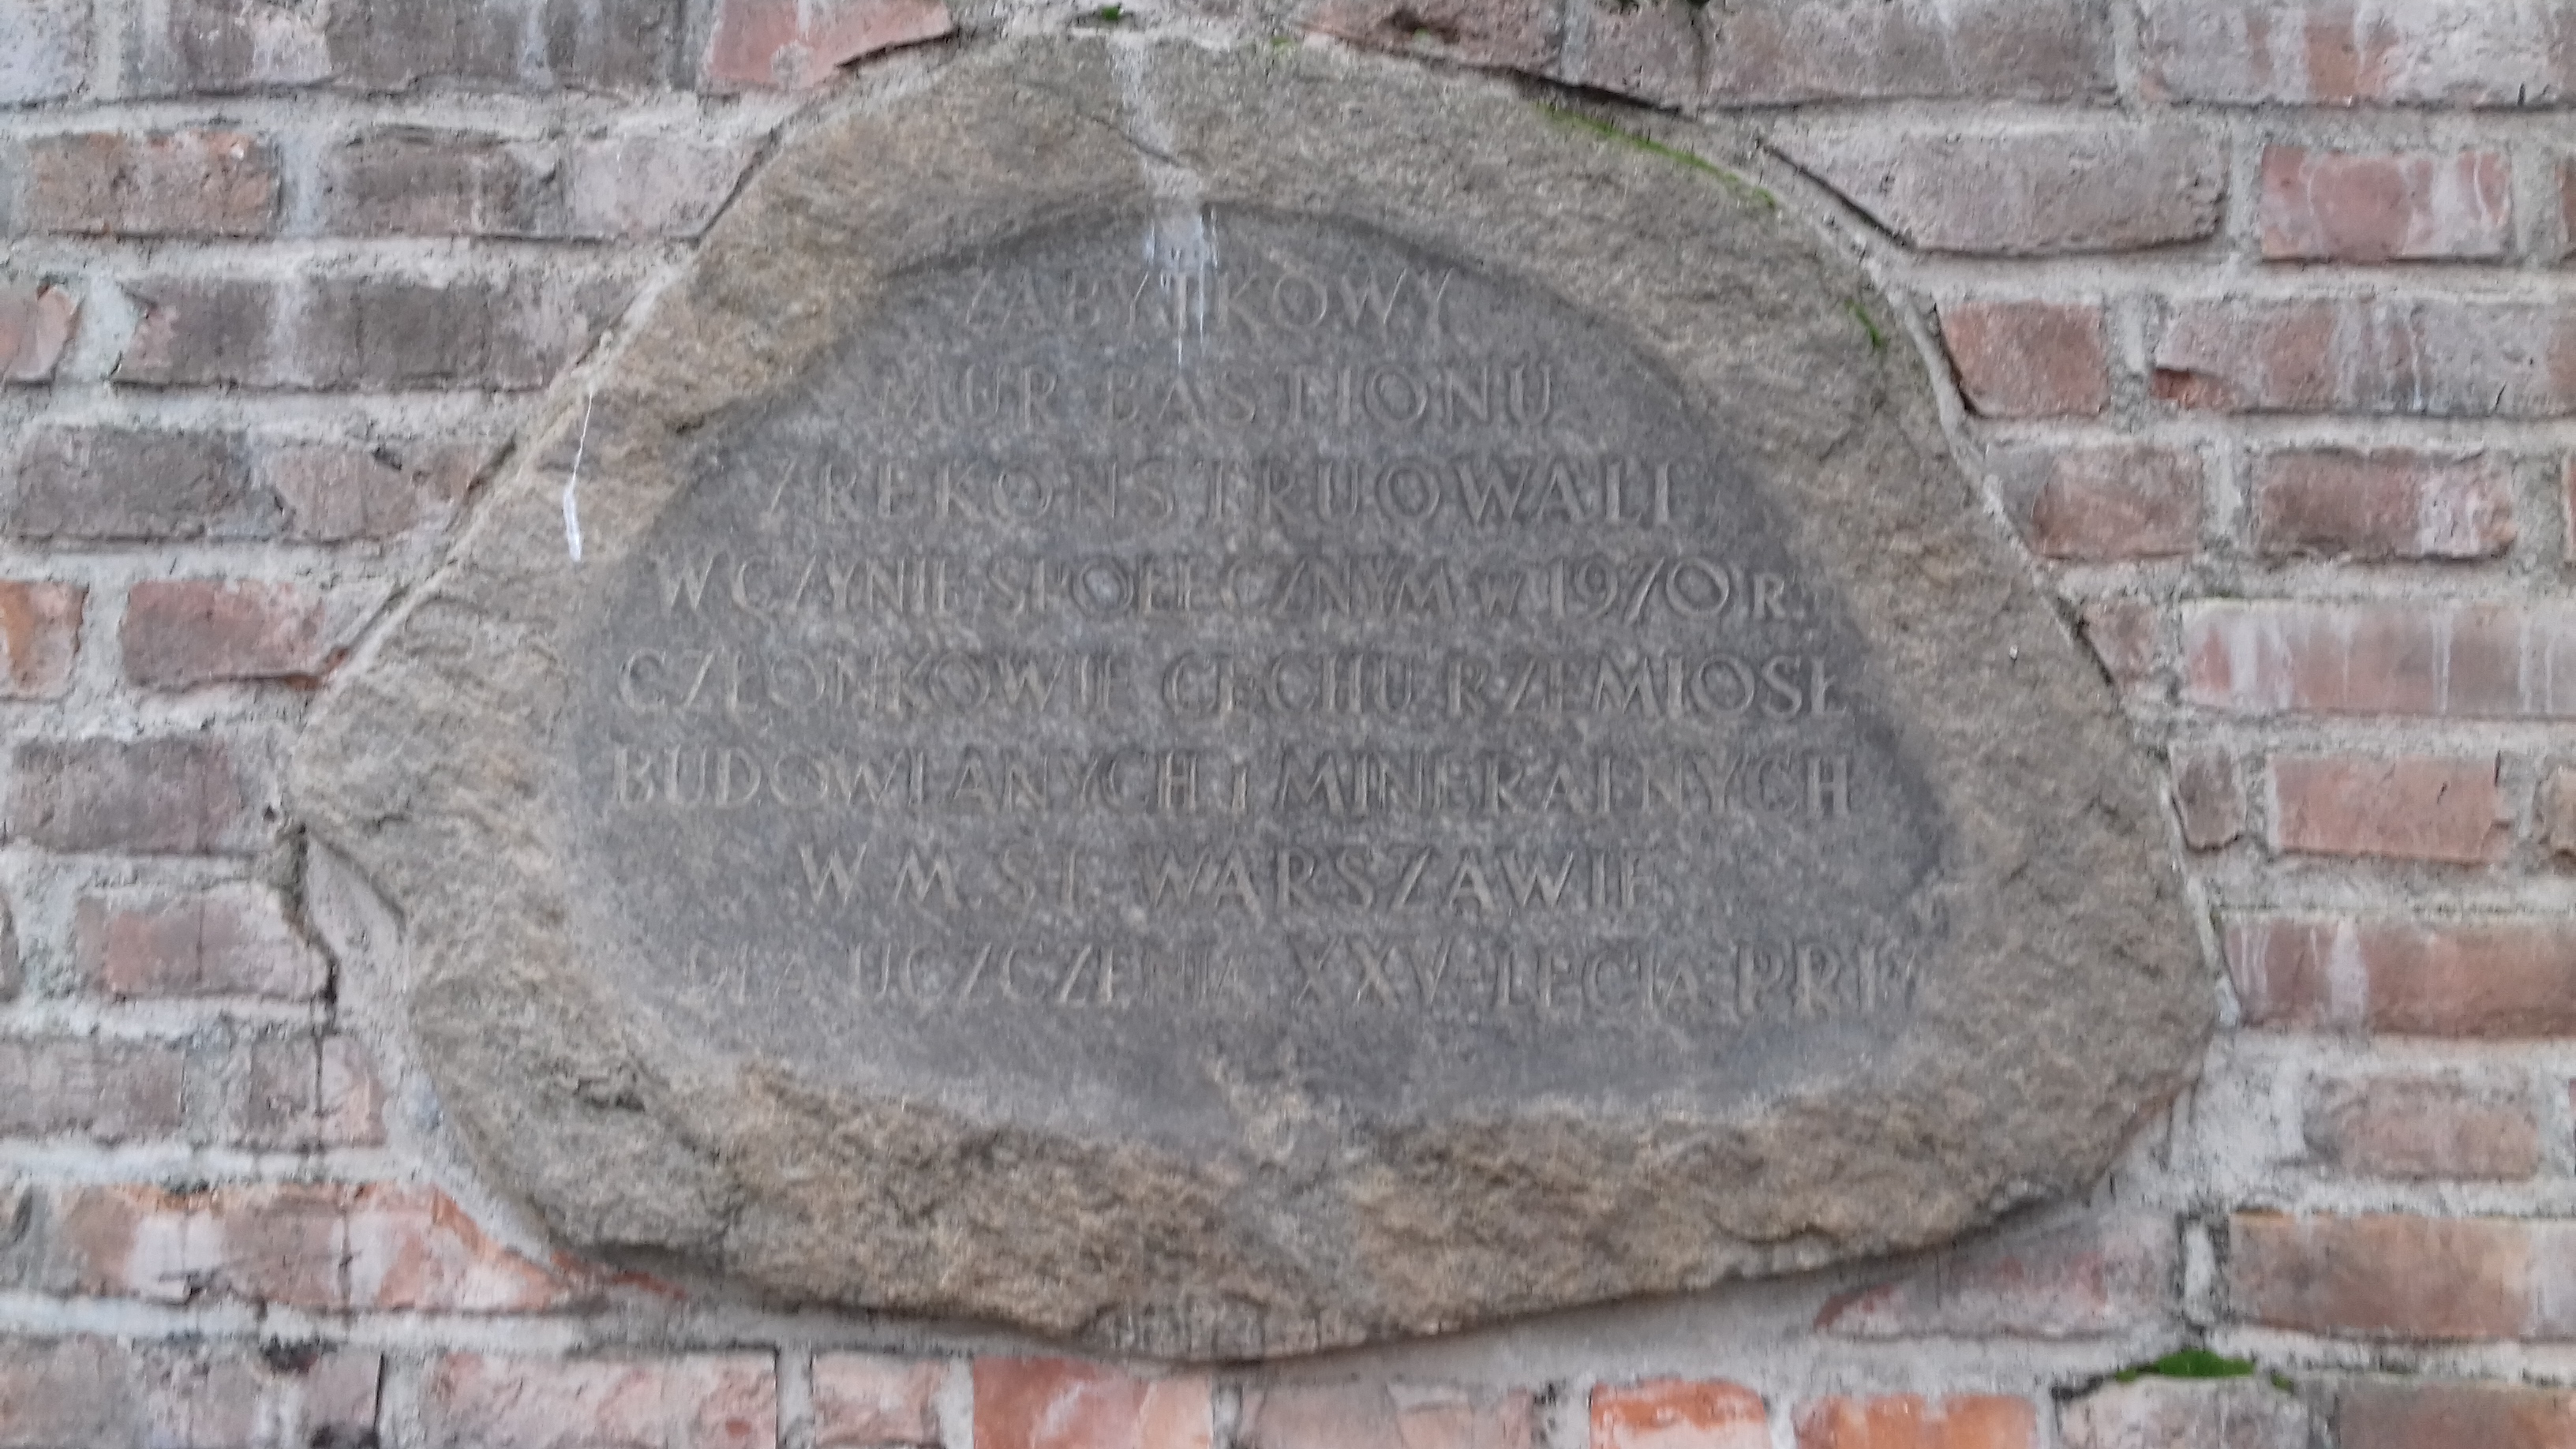 ZABYTKOWY
MUR BASTIONU
ZREKONSTRUOWALI
W CZYNIE SPOŁECZNYM W 1970 R.
CZŁONKOWIE CECHU RZEMIOSŁ
BUDOWLANYCH i MINERALNYCH
W M. ST. WARSZAWIE
DLA UCZCZENIA XXV-LECIA PRL